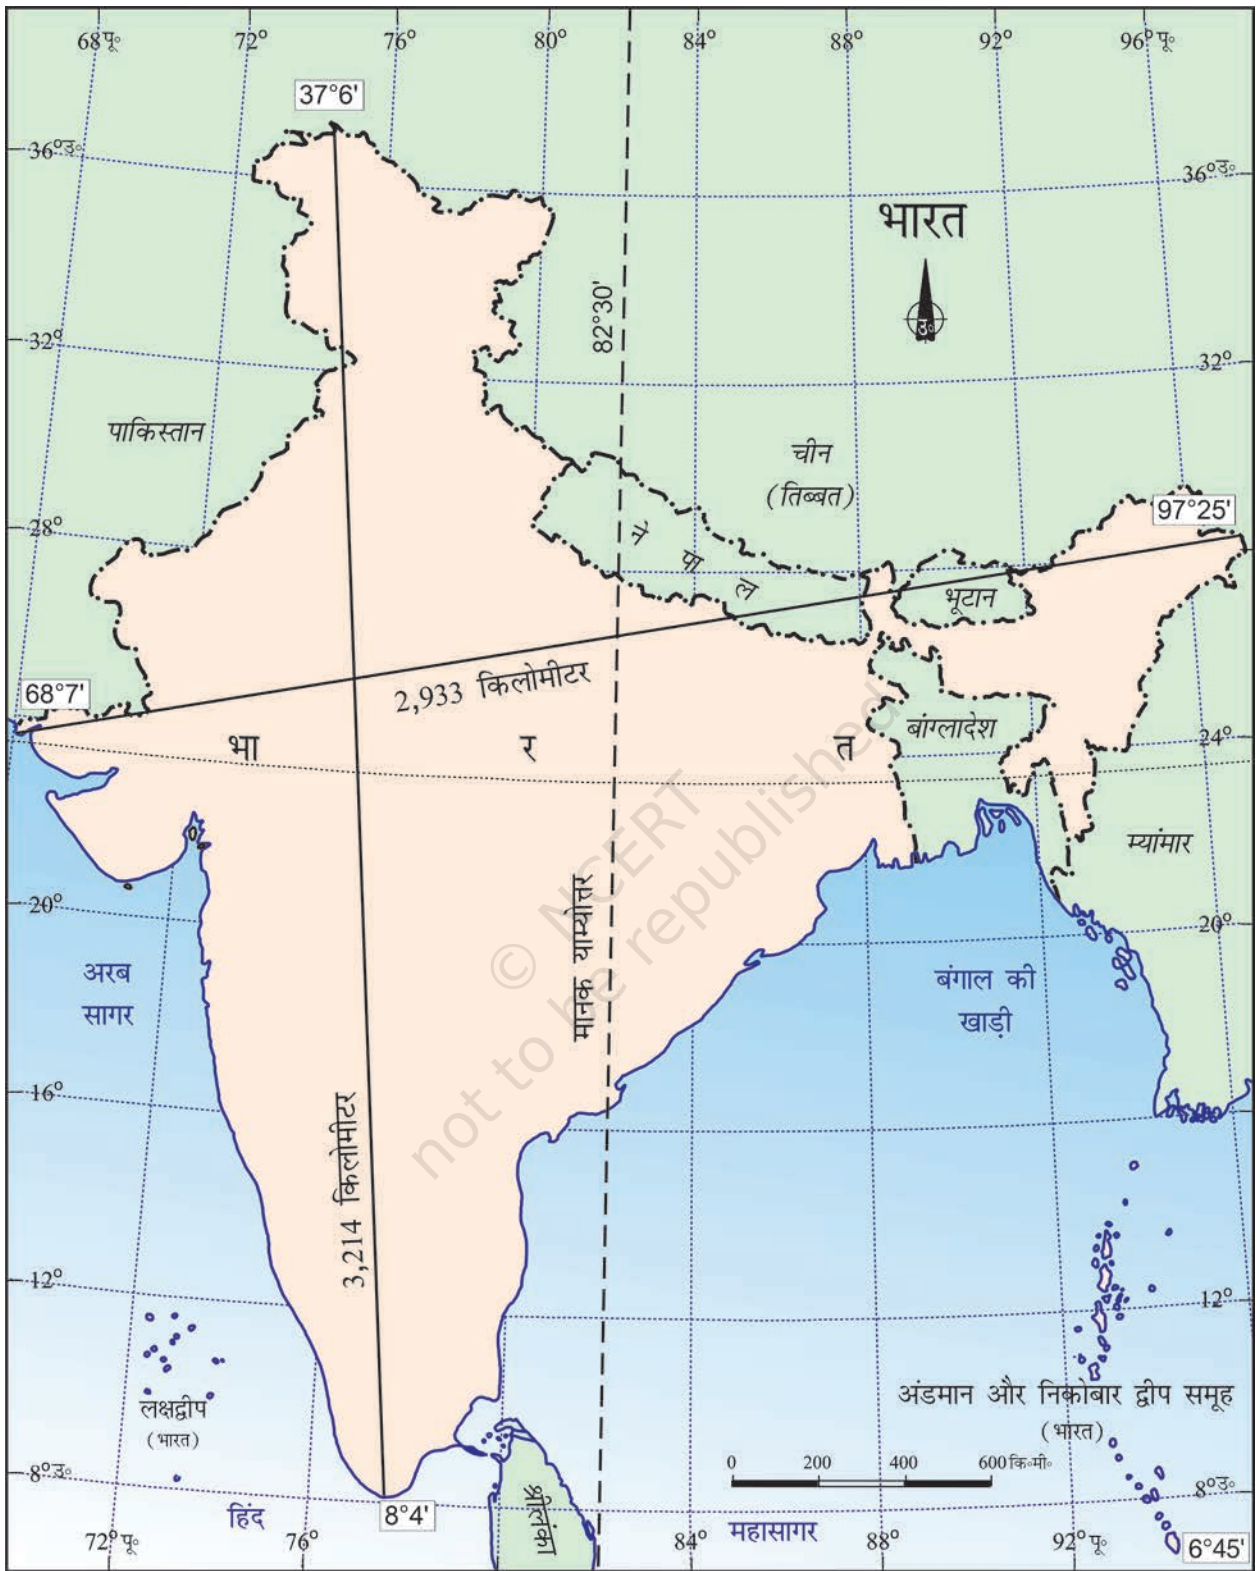 68°पू॰ 72° 76° 80° 84° 88° 92° 96°पू॰
37°6'
36°उ॰ 36°उ॰
भारत
उ॰
82°30'
32° 32°
पाकिस्तान
चीन
(तिब्बत)
97°25'
28°
नेपाल
भूटान
68°7'
2,933 किलोमीटर
बांग्लादेश
24°
भा र त
म्यांमार
© NCERT
not to be republished
मानक याम्योत्तर
20° 20°
अरब
सागर
बंगाल की
खाड़ी
16°
3,214 किलोमीटर
12° 12°
लक्षद्वीप
(भारत)
अंडमान और निकोबार द्वीप समूह
(भारत)
0 200 400 600 कि॰मी॰
8°उ॰ 8°उ॰
8°4'
हिंद
श्रीलंका
महासागर
6°45'
72°पू॰ 76° 84° 88° 92°पू॰